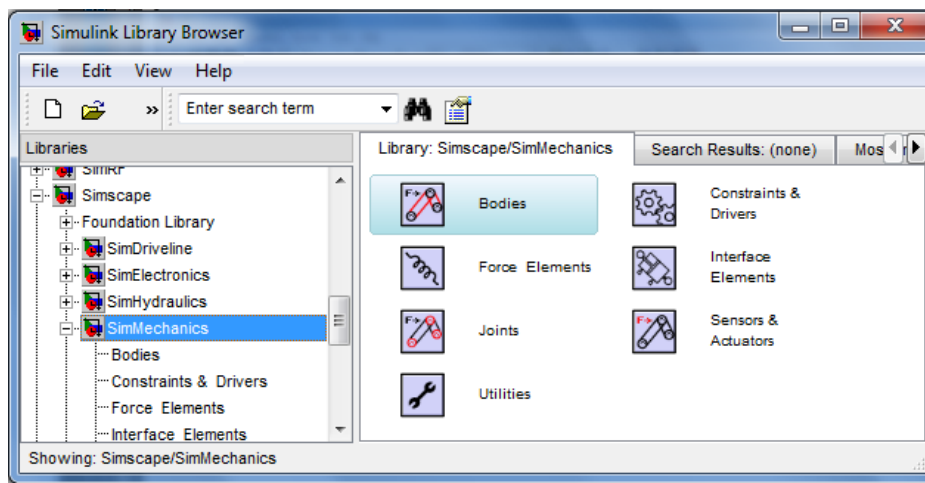 Simulink Library Browser
File Edit View Help
» Enter search term
Libraries
Library: Simscape/SimMechanics
Search Results: (none)
SimRF
Simscape
Foundation Library
SimDriveline
SimElectronics
SimHydraulics
SimMechanics
Bodies
Constraints & Drivers
Force Elements
Interface Elements
Bodies
Constraints &
Drivers
Force Elements
Interface
Elements
Joints
Sensors &
Actuators
Utilities
Showing: Simscape/SimMechanics